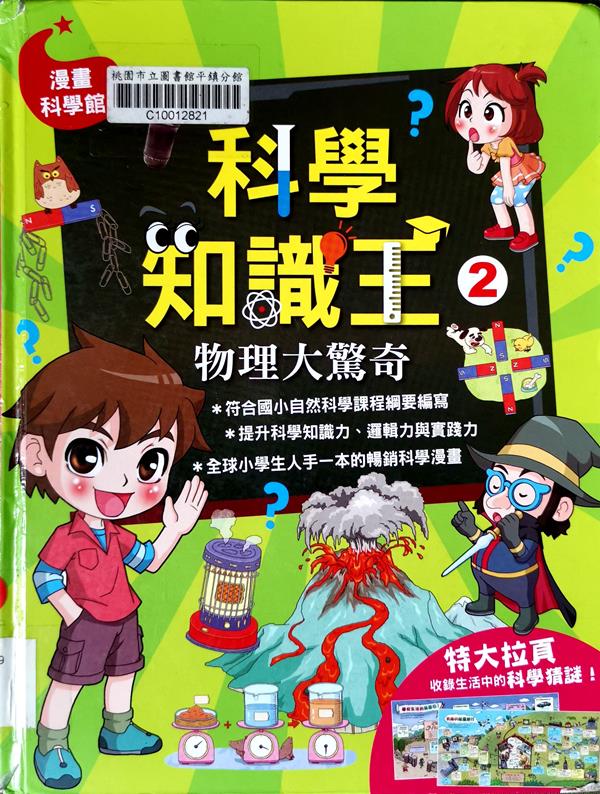 漫畫
科學館
桃園市立圖書館平鎮分館
C10012821
科學
知識王
2
物理大驚奇
*符合國小自然科學課程綱要編寫
*提升科學知識力、邏輯力與實踐力
*全球小學生人手一本的暢銷科學漫畫
N
S
S
N
N
S
特大拉頁
收錄生活中的科學猜謎!